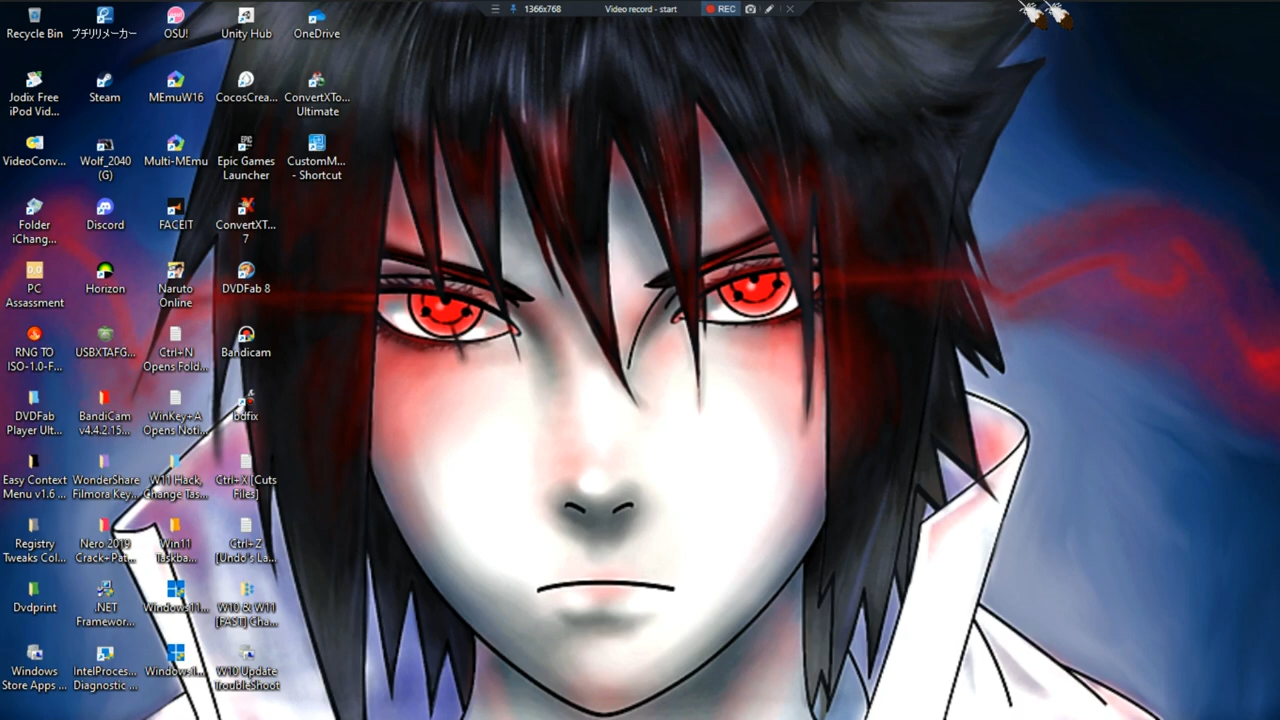 1366x768
Video record - start
REC
Recycle Bin
プチリリメーカー
OSU!
Unity Hub
OneDrive
Jodix Free
iPod Vid...
Steam
MEmuW16
CocosCrea...
ConvertXTo...
Ultimate
VideoConv...
Wolf_2040
(G)
Multi-MEmu
Epic Games
Launcher
CustomM...
- Shortcut
Folder
iChang...
Discord
FACEIT
ConvertXT...
7
PC
Assassment
Horizon
Naruto
Online
DVDFab 8
RNG TO
ISO-1.0-F...
USBXTAFG...
Ctrl+N
Opens Fold...
Bandicam
DVDFab
Player Ult...
BandiCam
v4.4.2.15...
WinKey+A
Opens Noti...
bdfix
Easy Context
Menu v1.6 ...
WonderShare
Filmora Key...
W11 Hack,
Change Tas...
Ctrl+X [Cuts
Files]
Registry
Tweaks Col...
Nero 2019
Crack+Pat...
Win11
Taskba...
Ctrl+Z
[Undo's La...
Dvdprint
.NET
Framewor...
Windows11...
W10 & W11
[FAST] Cha...
Windows
Store Apps ...
IntelProces...
Diagnostic ...
Windows1...
W10 Update
TroubleShoot